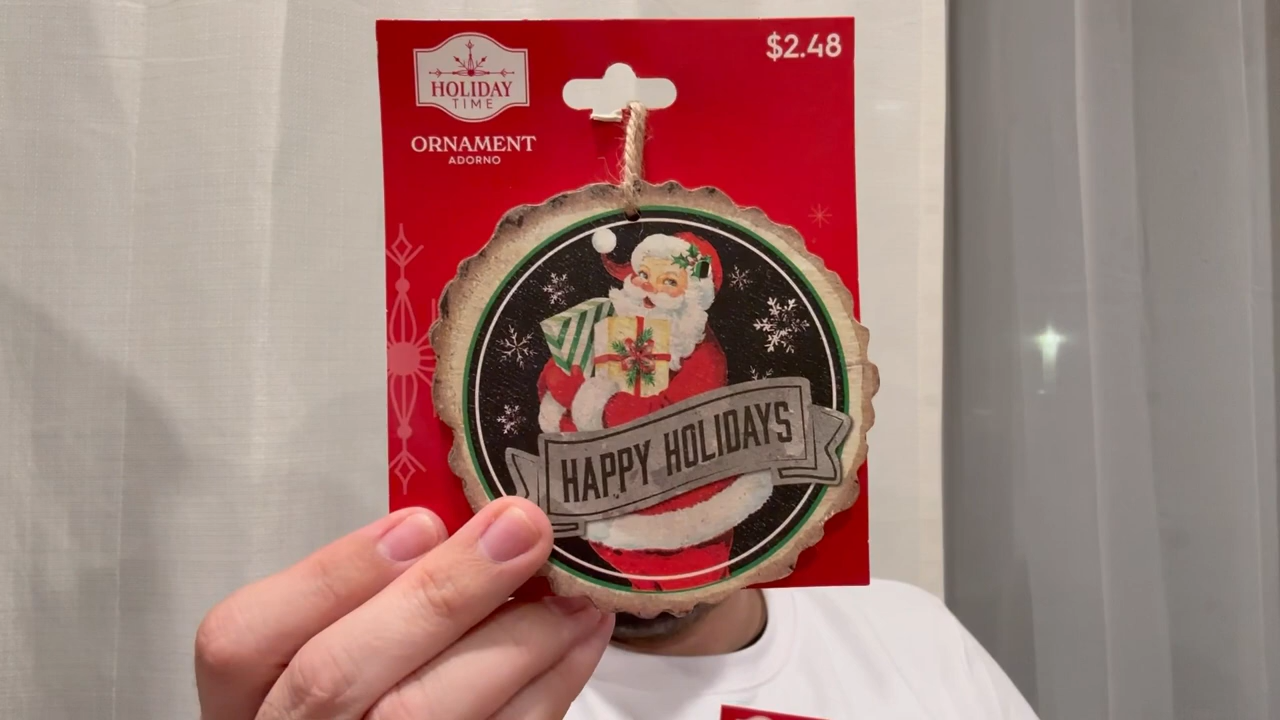 HOLIDAY
TIME
$2.48
ORNAMENT
ADORNO
HAPPY HOLIDAYS